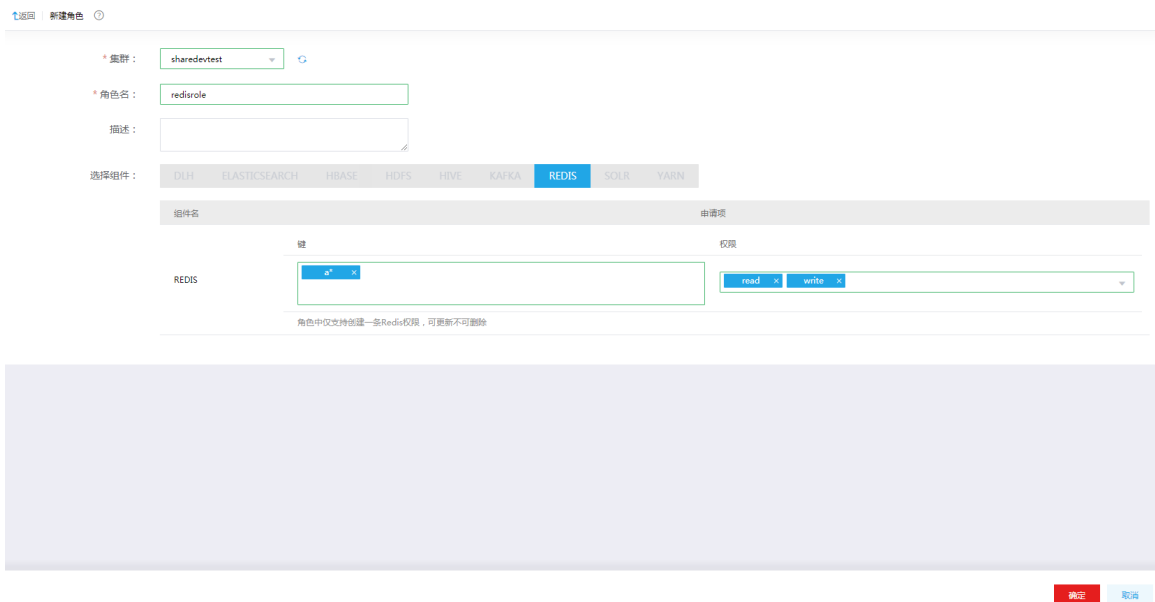 返回 新建角色 ?
* 集群： sharedevtest
* 角色名： redisrole
描述：
选择组件： DLH ELASTICSEARCH HBASE HDFS HIVE KAFKA REDIS SOLR YARN
组件名 申请项
键 权限
REDIS a* × read × write ×
角色中仅支持创建一条Redis权限，可更新不可删除
确定 取消